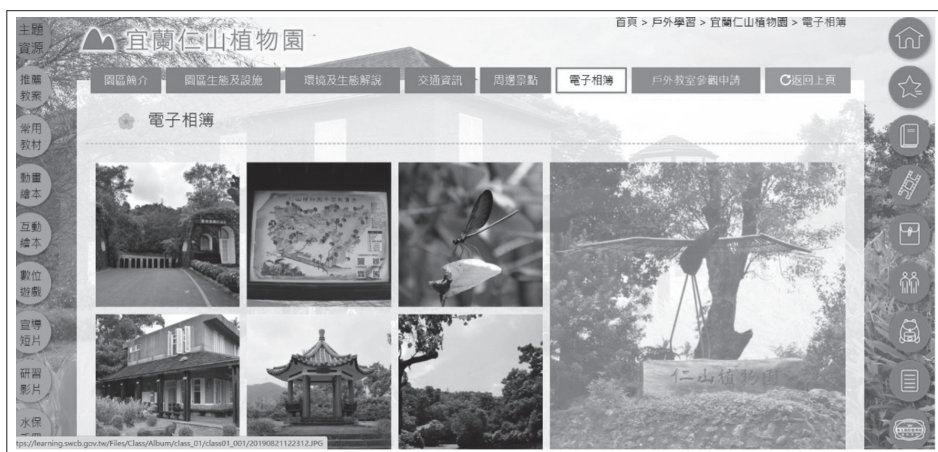 首頁 > 戶外學習 > 宜蘭仁山植物園 > 電子相簿
宜蘭仁山植物園
園區簡介
園區生態及設施
環境及生態解說
交通資訊
周邊景點
電子相簿
戶外教室參觀申請
返回上頁
電子相簿
主題
資源
推薦
教案
常用
教材
動畫
繪本
互動
繪本
數位
遊戲
宣導
短片
研習
影片
水保
仁山植物園
tps://learning.swcb.gov.tw/Files/Class/Album/class_01/class01_001/20190821122312.JPG